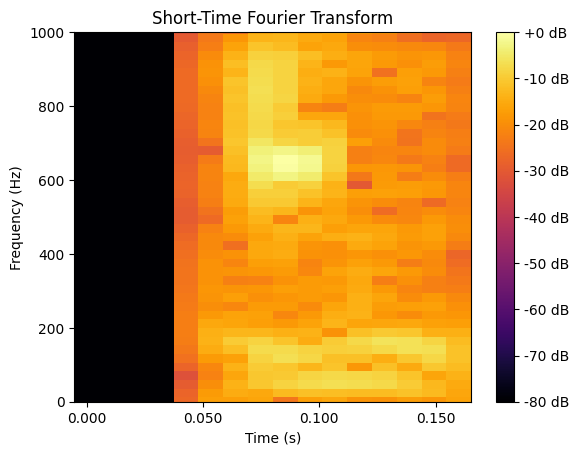 Short-Time Fourier Transform
1000
800
600
400
200
0
Frequency (Hz)
0.000
0.050
0.100
0.150
Time (s)
+0 dB
-10 dB
-20 dB
-30 dB
-40 dB
-50 dB
-60 dB
-70 dB
-80 dB